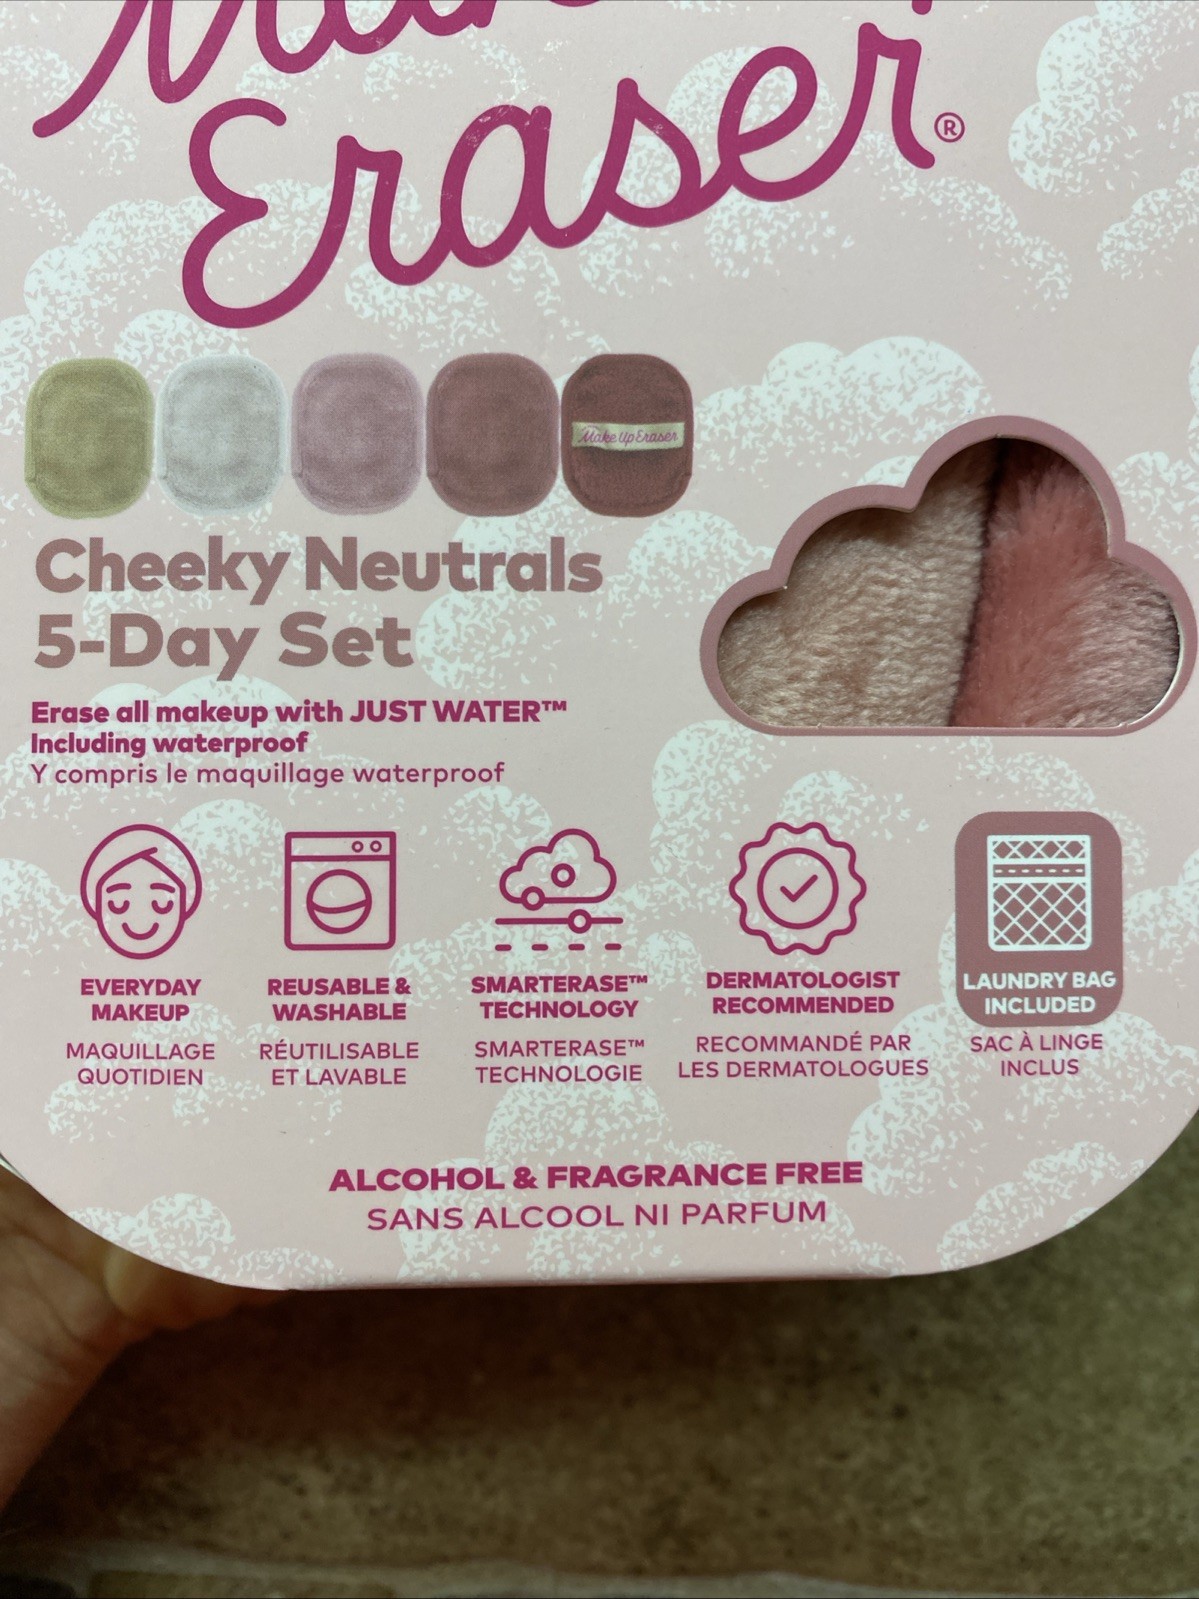 Eraser®
Make Up Eraser
Cheeky Neutrals
5-Day Set
Erase all makeup with JUST WATER™
Including waterproof
Y compris le maquillage waterproof
EVERYDAY
MAKEUP
MAQUILLAGE
QUOTIDIEN
REUSABLE &
WASHABLE
RÉUTILISABLE
ET LAVABLE
SMARTERASE™
TECHNOLOGY
SMARTERASE™
TECHNOLOGIE
DERMATOLOGIST
RECOMMENDED
RECOMMANDÉ PAR
LES DERMATOLOGUES
LAUNDRY BAG
INCLUDED
SAC À LINGE
INCLUS
ALCOHOL & FRAGRANCE FREE
SANS ALCOOL NI PARFUM